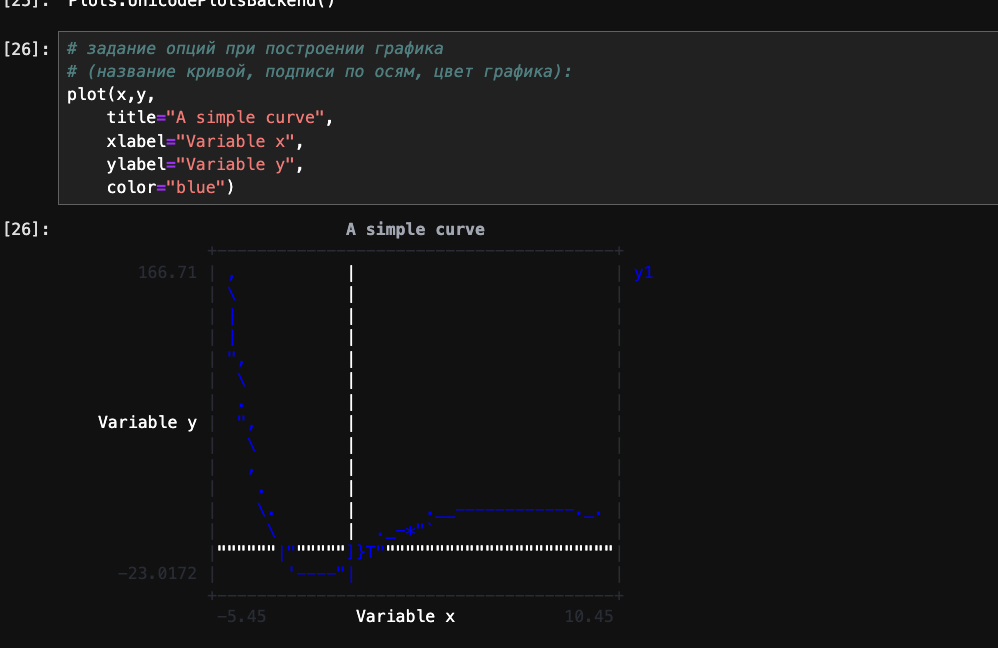 [25]: Plots.UnicodePlotsBackend()
[26]: # задание опций при построении графика
# (название кривой, подписи по осям, цвет графика):
plot(x,y,
title="A simple curve",
xlabel="Variable x",
ylabel="Variable y",
color="blue")
[26]:
A simple curve
166.71
y1
Variable y
-23.0172
-5.45
Variable x
10.45